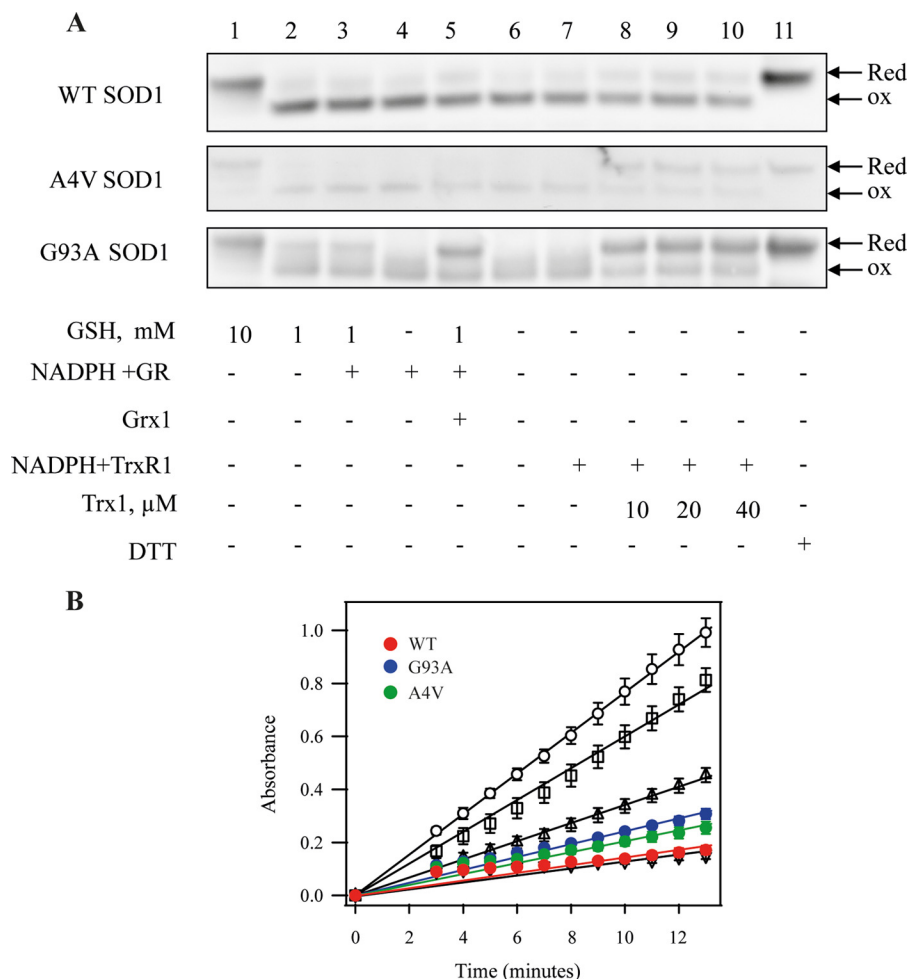 A
1 2 3 4 5 6 7 8 9 10 11
WT SOD1
Red
ox
A4V SOD1
Red
ox
G93A SOD1
Red
ox
GSH, mM 10 1 1 - 1 - - - - - -
NADPH +GR - - + + + - - - - - -
Grx1 - - - - + - - - - - -
NADPH+TrxR1 - - - - - - + + + + -
Trx1, µM - - - - - - - 10 20 40 -
DTT - - - - - - - - - - +
B
1.0
0.8
0.6
0.4
0.2
0.0
Absorbance
WT
G93A
A4V
0 2 4 6 8 10 12
Time (minutes)